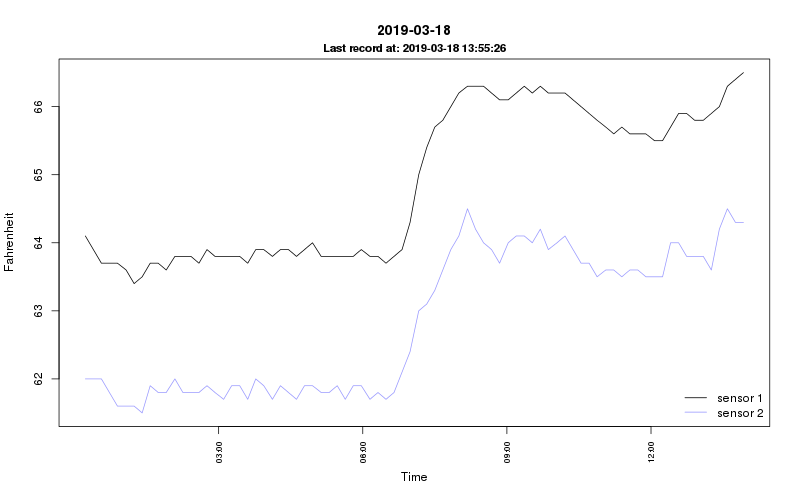 2019-03-18
Last record at: 2019-03-18 13:55:26
Fahrenheit
66
65
64
63
62
sensor 1
sensor 2
03:00
06:00
09:00
12:00
Time